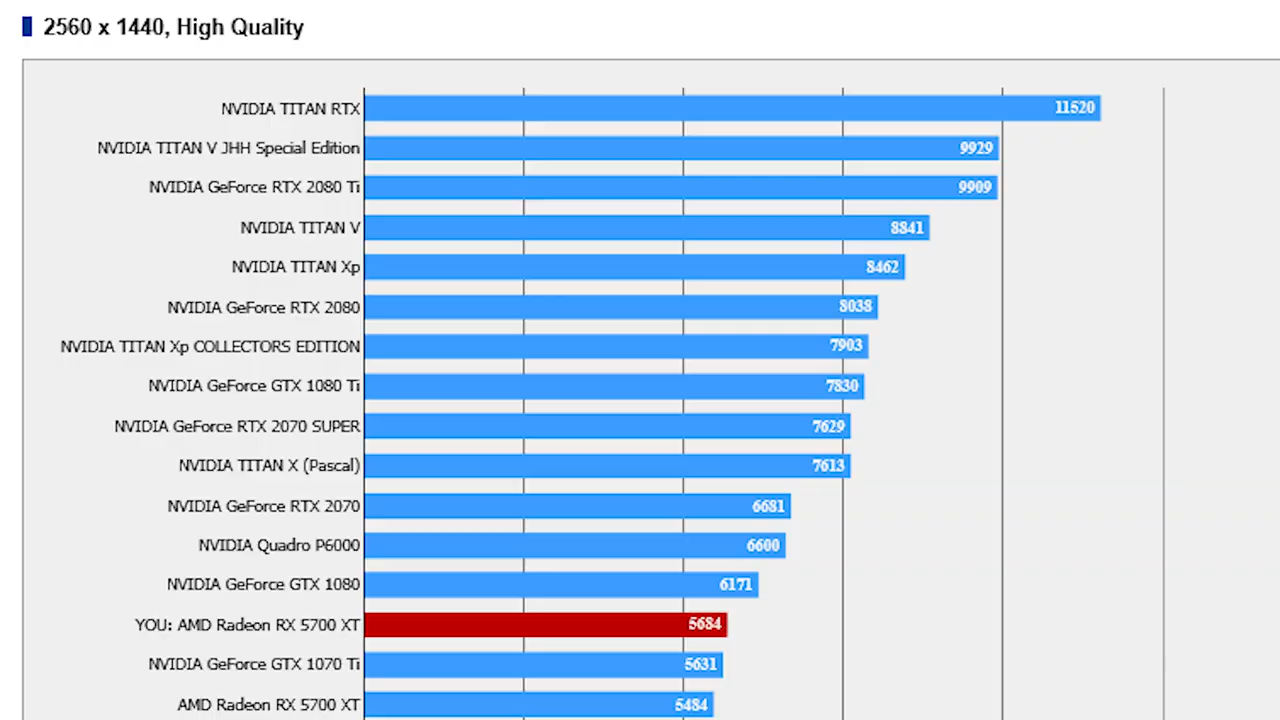 2560 x 1440, High Quality
NVIDIA TITAN RTX 11520
NVIDIA TITAN V JHH Special Edition 9929
NVIDIA GeForce RTX 2080 Ti 9909
NVIDIA TITAN V 8841
NVIDIA TITAN Xp 8462
NVIDIA GeForce RTX 2080 8038
NVIDIA TITAN Xp COLLECTORS EDITION 7903
NVIDIA GeForce GTX 1080 Ti 7830
NVIDIA GeForce RTX 2070 SUPER 7629
NVIDIA TITAN X (Pascal) 7613
NVIDIA GeForce RTX 2070 6681
NVIDIA Quadro P6000 6600
NVIDIA GeForce GTX 1080 6171
YOU: AMD Radeon RX 5700 XT 5684
NVIDIA GeForce GTX 1070 Ti 5631
AMD Radeon RX 5700 XT 5484